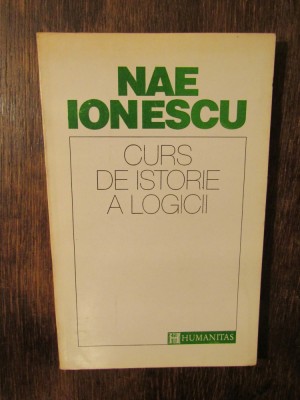 NAE
IONESCU
CURS
DE ISTORIE
A LOGICII
HUMANITAS